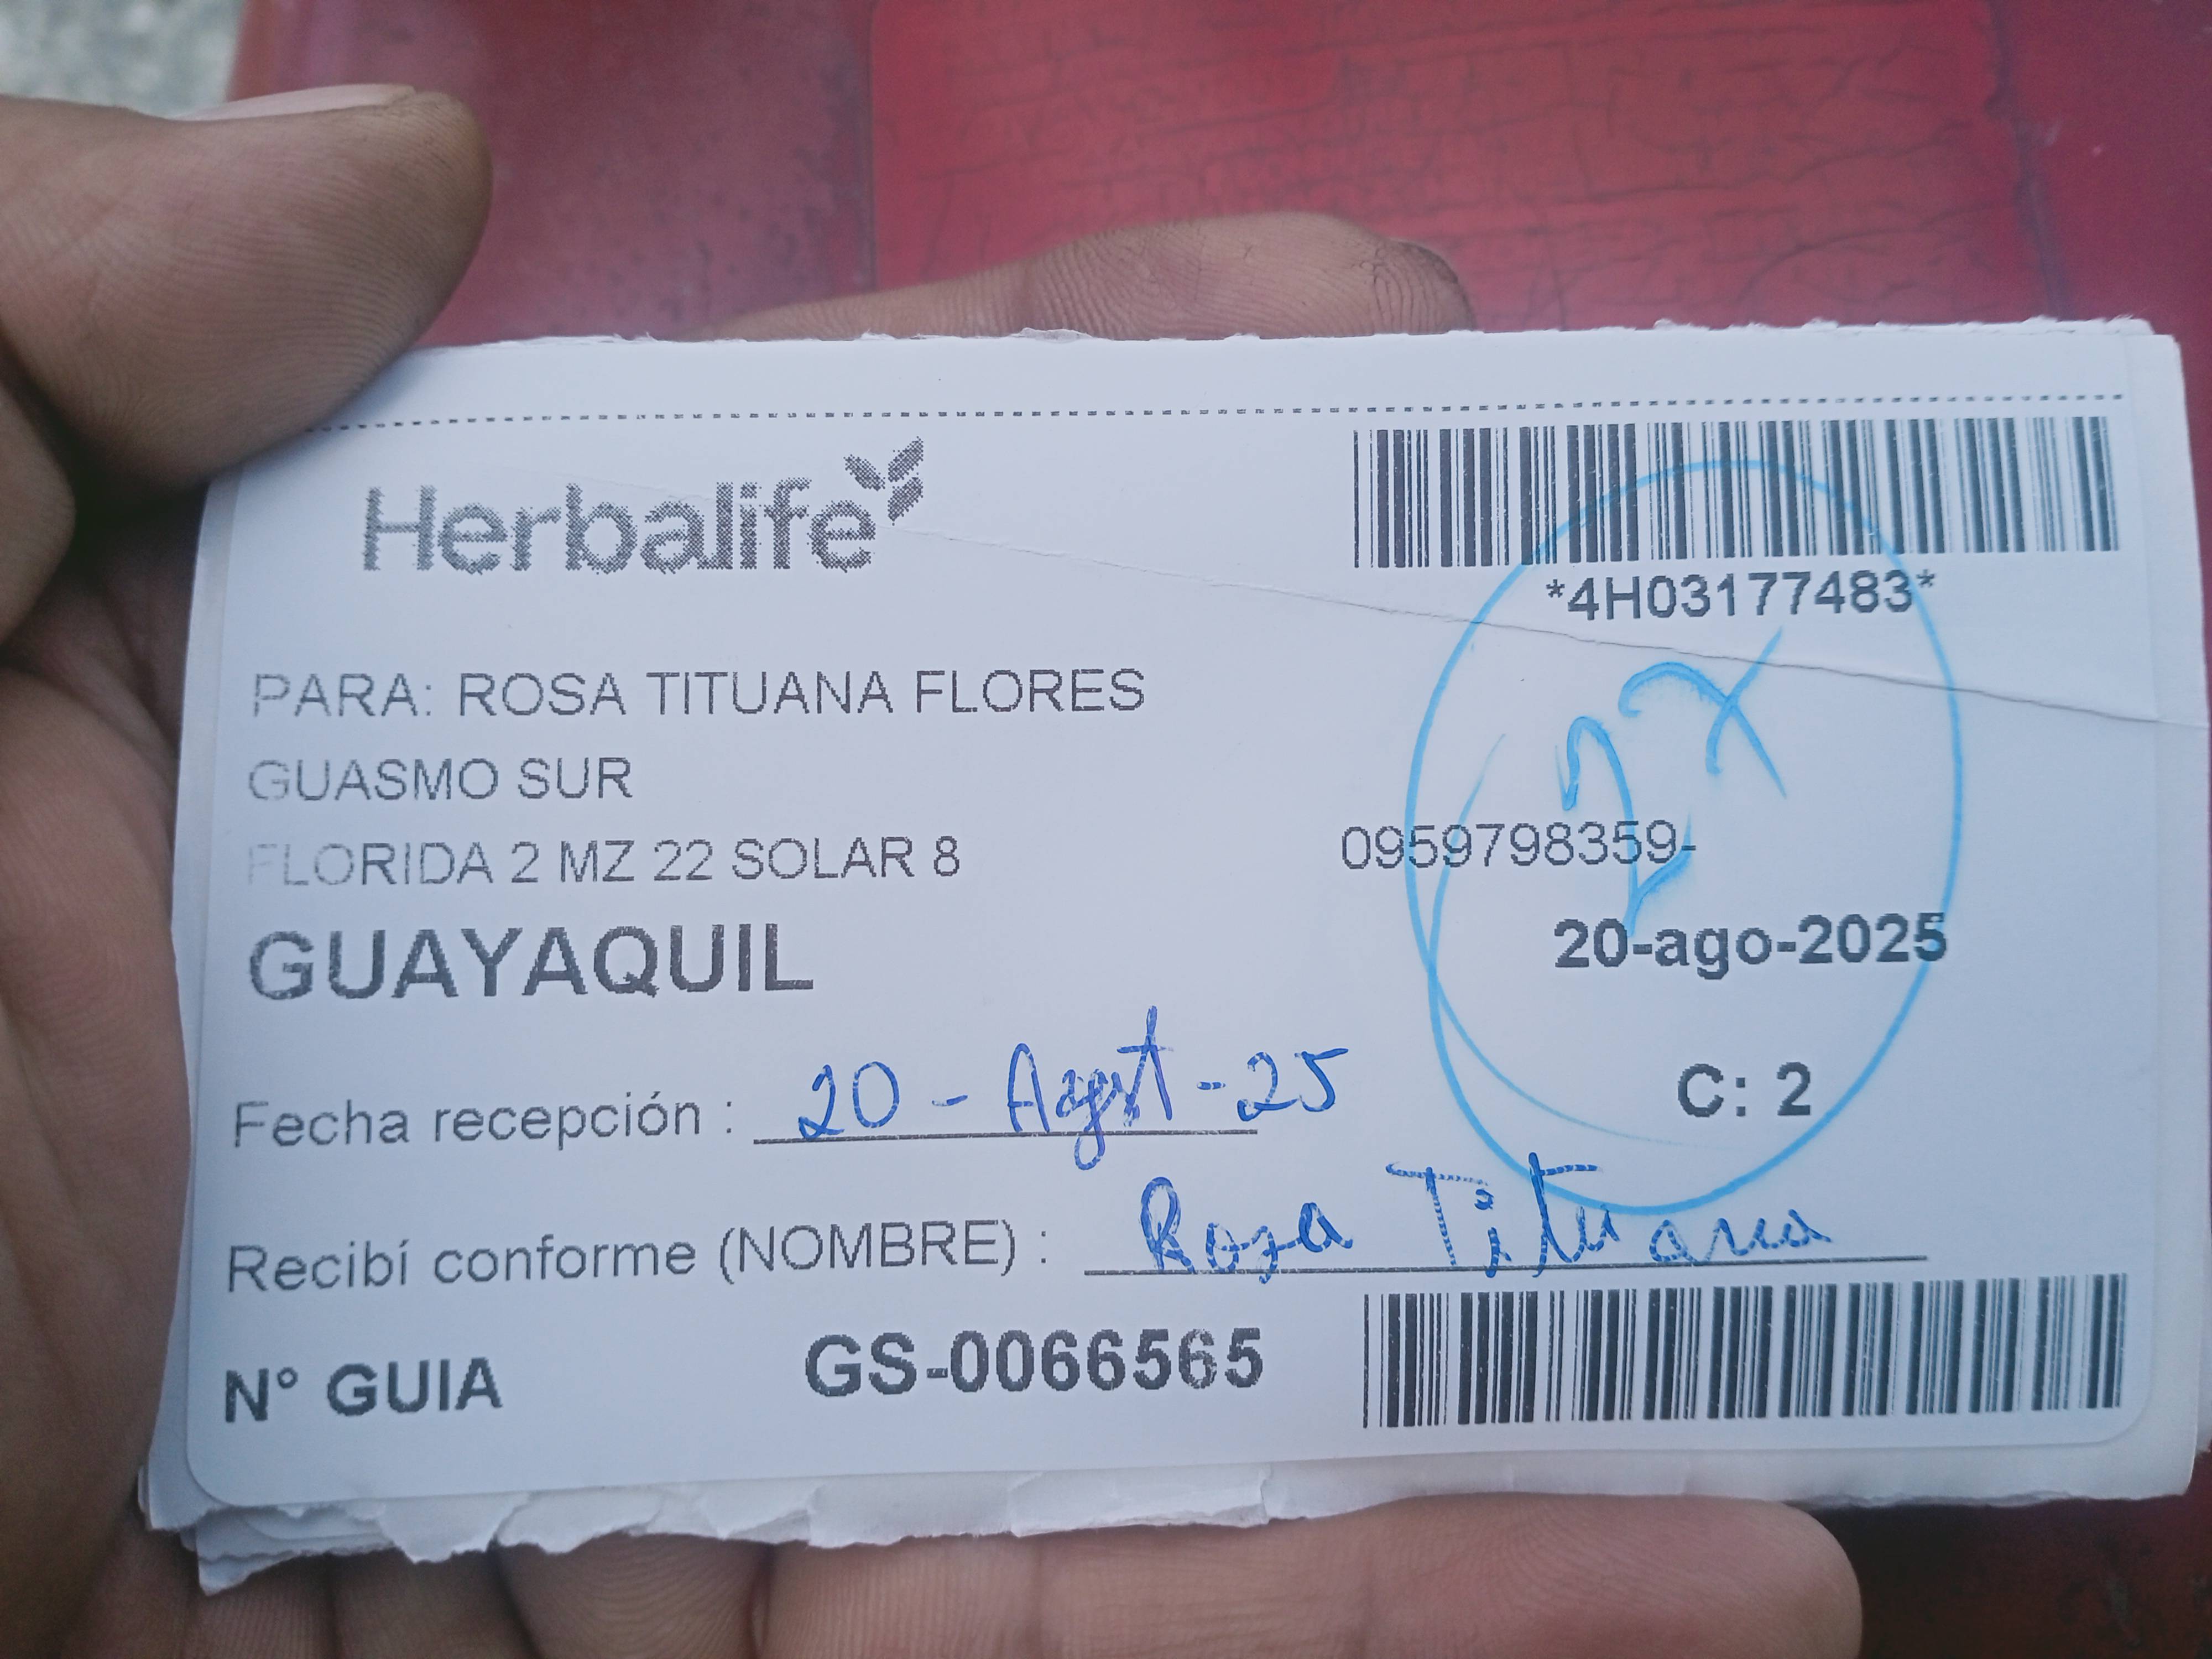 Herbalife
*4H03177483*
PARA: ROSA TITUANA FLORES
GUASMO SUR
FLORIDA 2 MZ 22 SOLAR 8
0959798359-
GUAYAQUIL
20-ago-2025
C: 2
Fecha recepción : 20 - Agost - 25
Recibí conforme (NOMBRE) : Rosa Tituana
N° GUIA GS-0066565